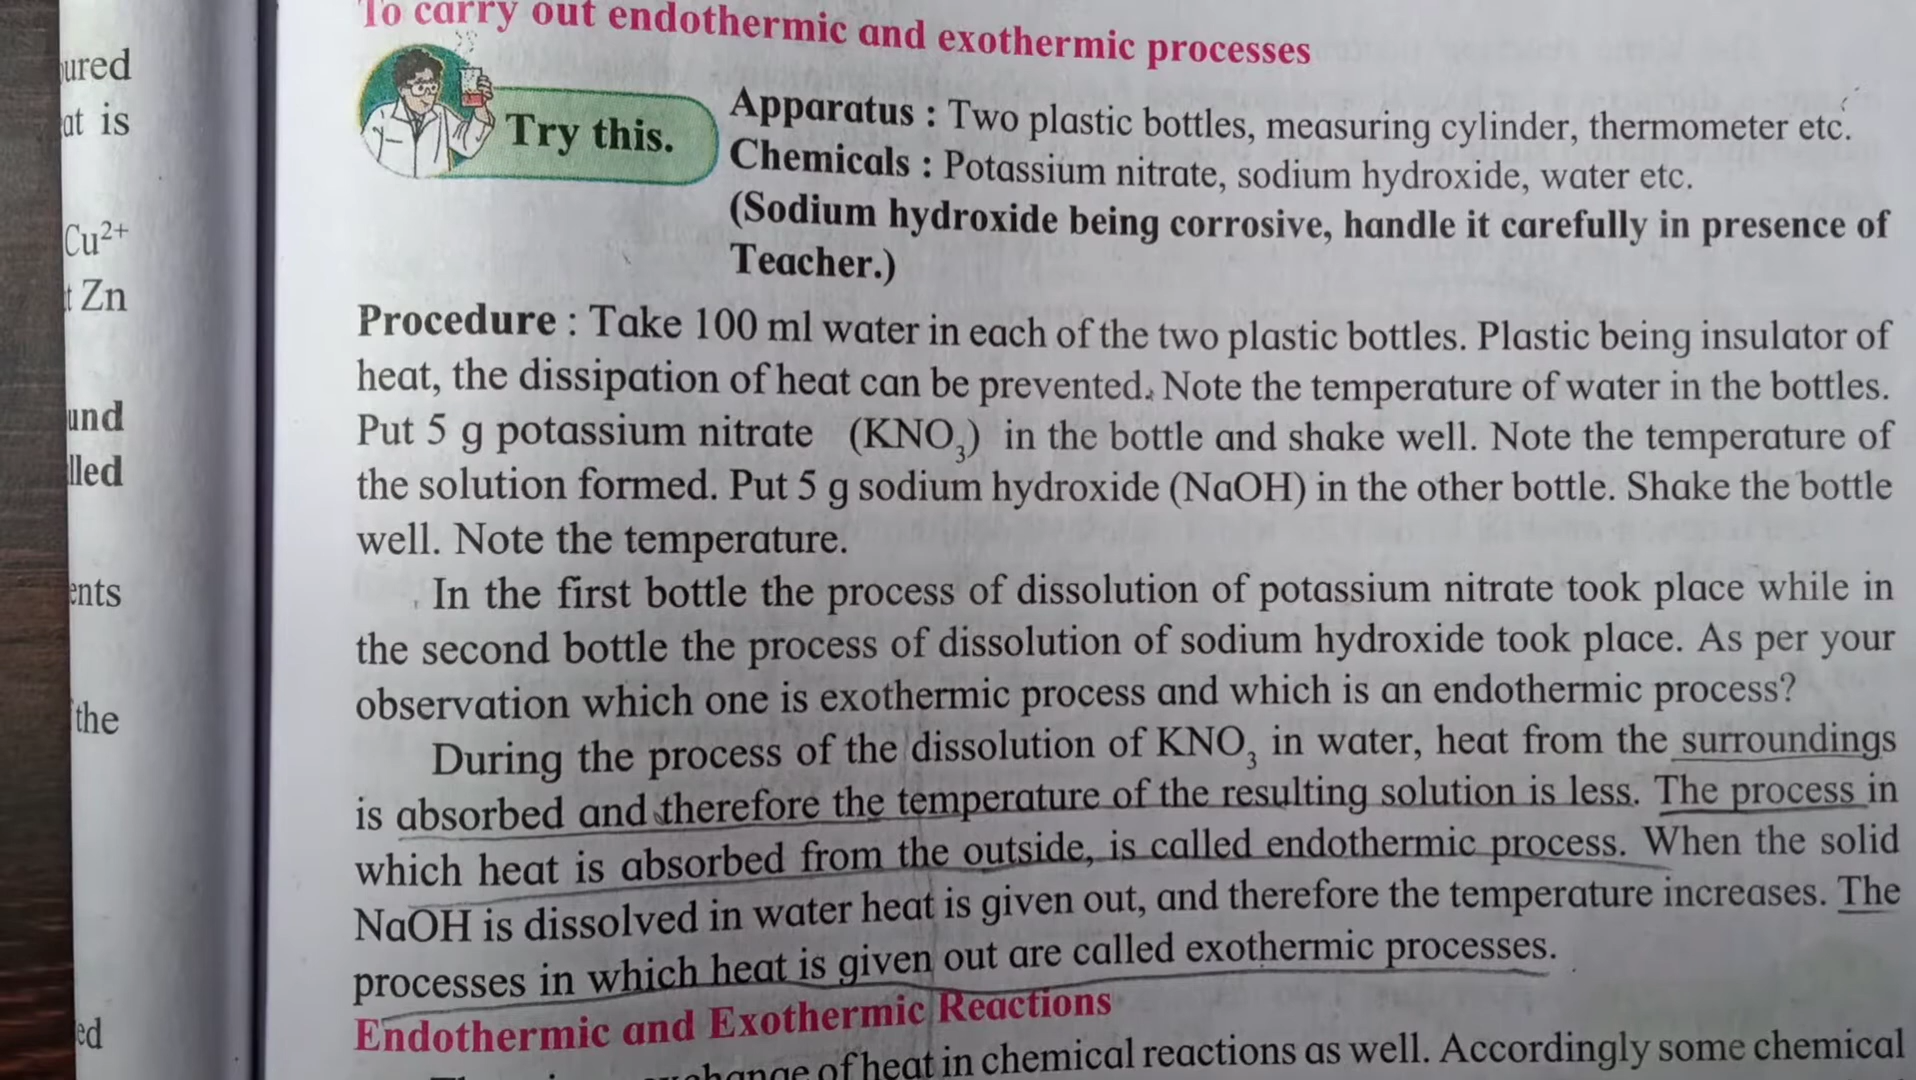 oured
at is
Cu²⁺
t Zn
und
lled
ents
the
ed
To carry out endothermic and exothermic processes
Try this.
Apparatus : Two plastic bottles, measuring cylinder, thermometer etc.
Chemicals : Potassium nitrate, sodium hydroxide, water etc.
(Sodium hydroxide being corrosive, handle it carefully in presence of
Teacher.)
Procedure : Take 100 ml water in each of the two plastic bottles. Plastic being insulator of
heat, the dissipation of heat can be prevented. Note the temperature of water in the bottles.
Put 5 g potassium nitrate (KNO₃) in the bottle and shake well. Note the temperature of
the solution formed. Put 5 g sodium hydroxide (NaOH) in the other bottle. Shake the bottle
well. Note the temperature.
In the first bottle the process of dissolution of potassium nitrate took place while in
the second bottle the process of dissolution of sodium hydroxide took place. As per your
observation which one is exothermic process and which is an endothermic process?
During the process of the dissolution of KNO₃ in water, heat from the surroundings
is absorbed and therefore the temperature of the resulting solution is less. The process in
which heat is absorbed from the outside, is called endothermic process. When the solid
NaOH is dissolved in water heat is given out, and therefore the temperature increases. The
processes in which heat is given out are called exothermic processes.
Endothermic and Exothermic Reactions
of heat in chemical reactions as well. Accordingly some chemical